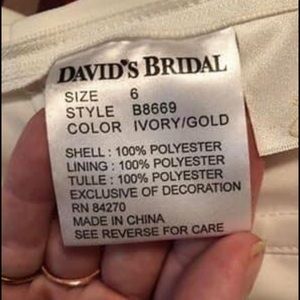 DAVID'S BRIDAL
SIZE 6
STYLE B8669
COLOR IVORY/GOLD
SHELL : 100% POLYESTER
LINING : 100% POLYESTER
TULLE : 100% POLYESTER
EXCLUSIVE OF DECORATION
RN 84270
MADE IN CHINA
SEE REVERSE FOR CARE